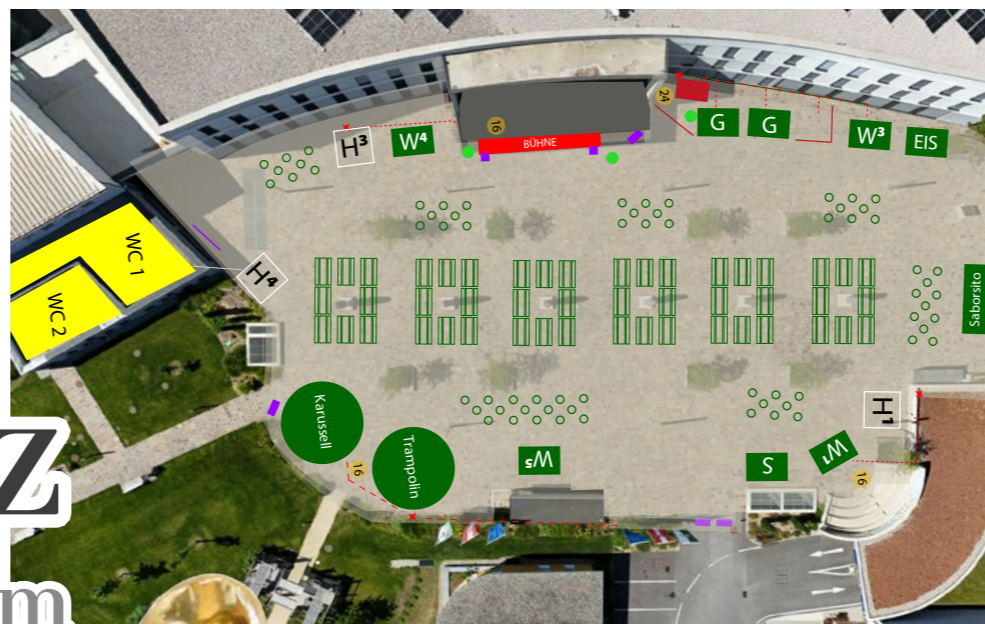 24
G
G
W³
EIS
16
BÜHNE
W⁴
H³
WC 1
WC 2
H⁴
Saborsito
Karussell
Trampolin
16
W⁵
S
W¹
H¹
16
Z
m